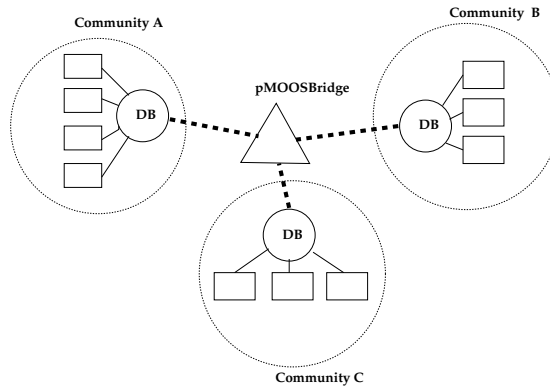 Community A
Community B
pMOOSBridge
DB
DB
DB
Community C